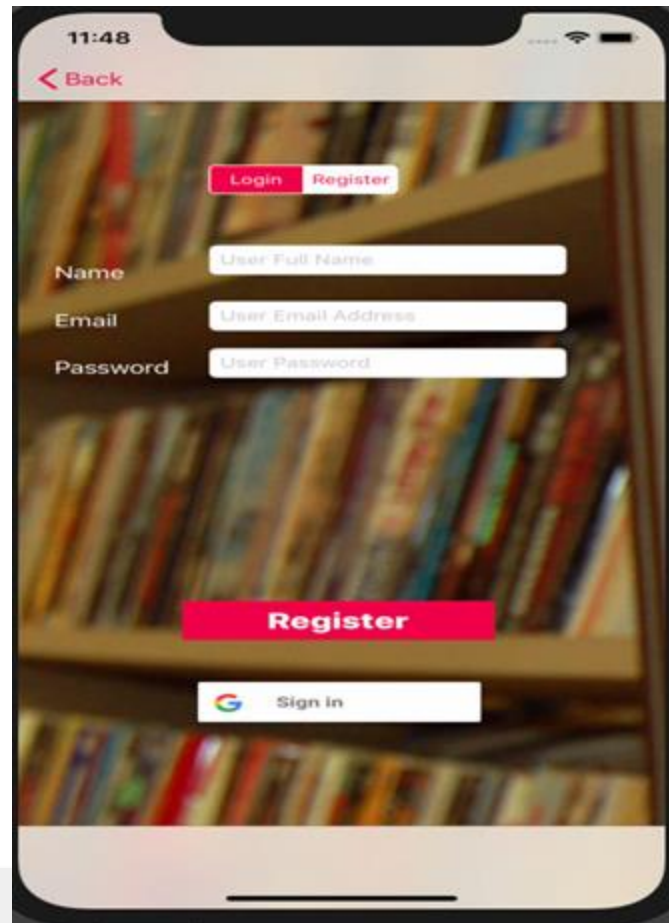 11:48
Back
Login Register
Name User Full Name
Email User Email Address
Password User Password
Register
G Sign in